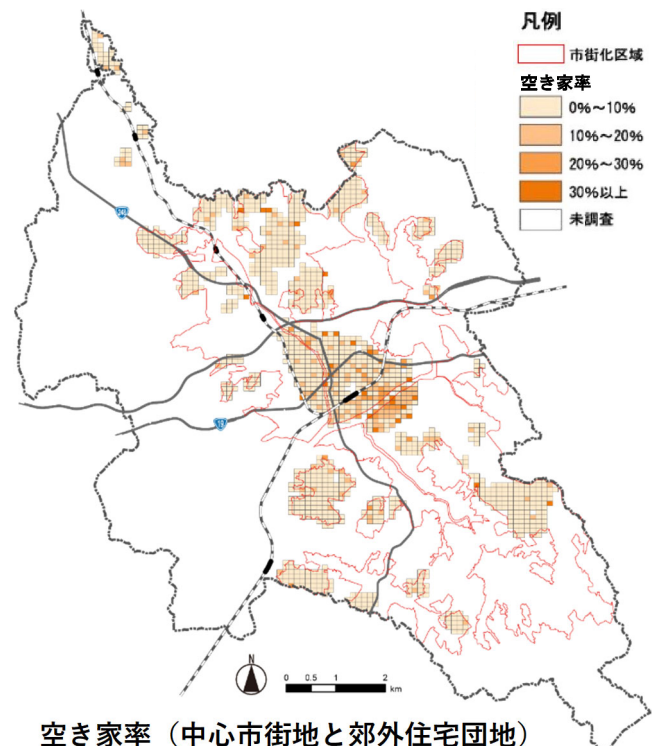 凡例
市街化区域
空き家率
0%～10%
10%～20%
20%～30%
30%以上
未調査
N
0 0.5 1 2
km
空き家率（中心市街地と郊外住宅団地）